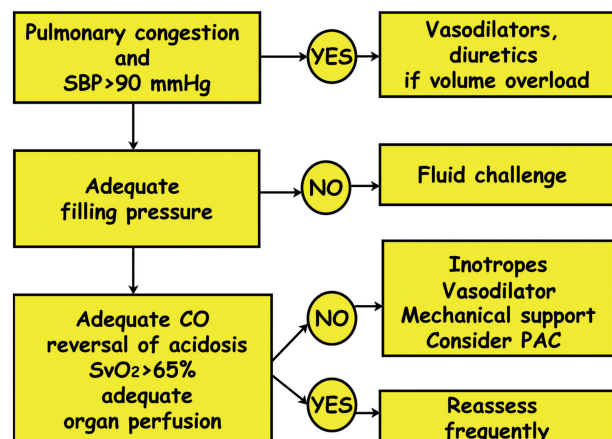 Pulmonary congestion
and
SBP>90 mmHg
YES
Vasodilators,
diuretics
if volume overload
Adequate
filling pressure
NO
Fluid challenge
Adequate CO
reversal of acidosis
SvO₂>65%
adequate
organ perfusion
NO
Inotropes
Vasodilator
Mechanical support
Consider PAC
YES
Reassess
frequently